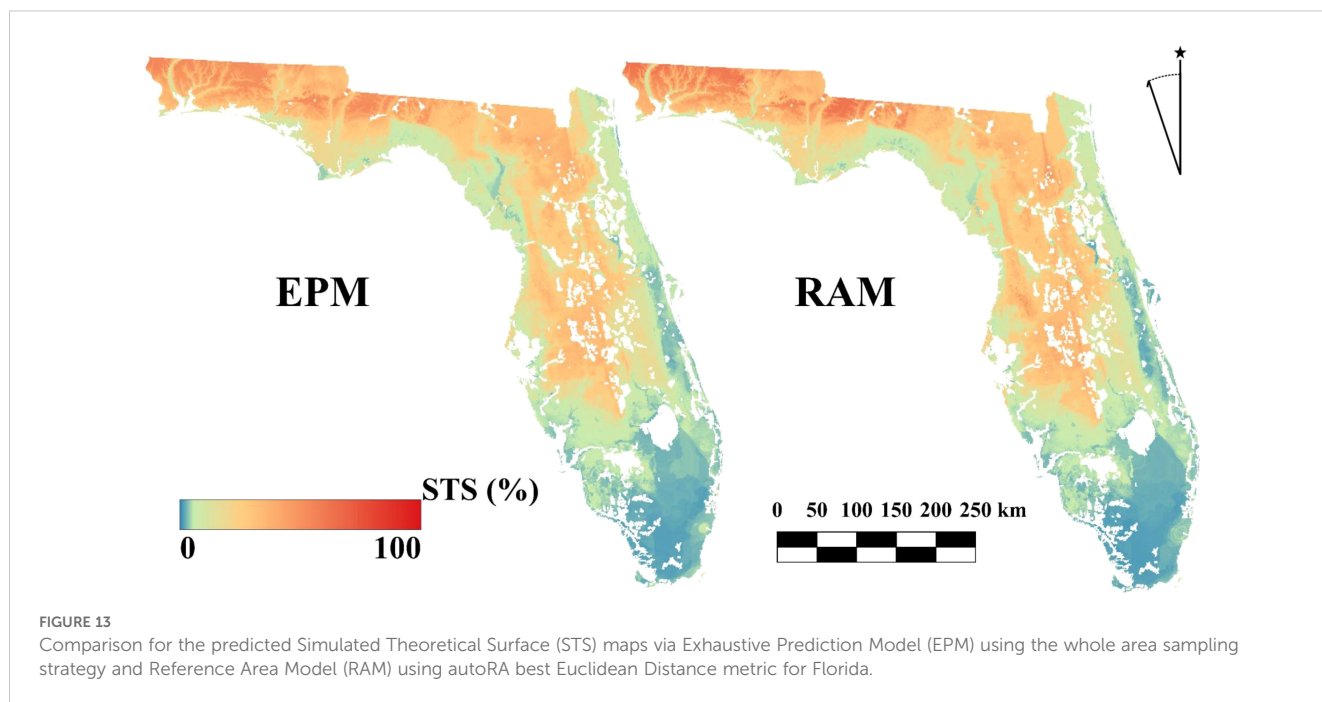 EPM
RAM
STS (%)
0 100
0 50 100 150 200 250 km
FIGURE 13
Comparison for the predicted Simulated Theoretical Surface (STS) maps via Exhaustive Prediction Model (EPM) using the whole area sampling
strategy and Reference Area Model (RAM) using autoRA best Euclidean Distance metric for Florida.